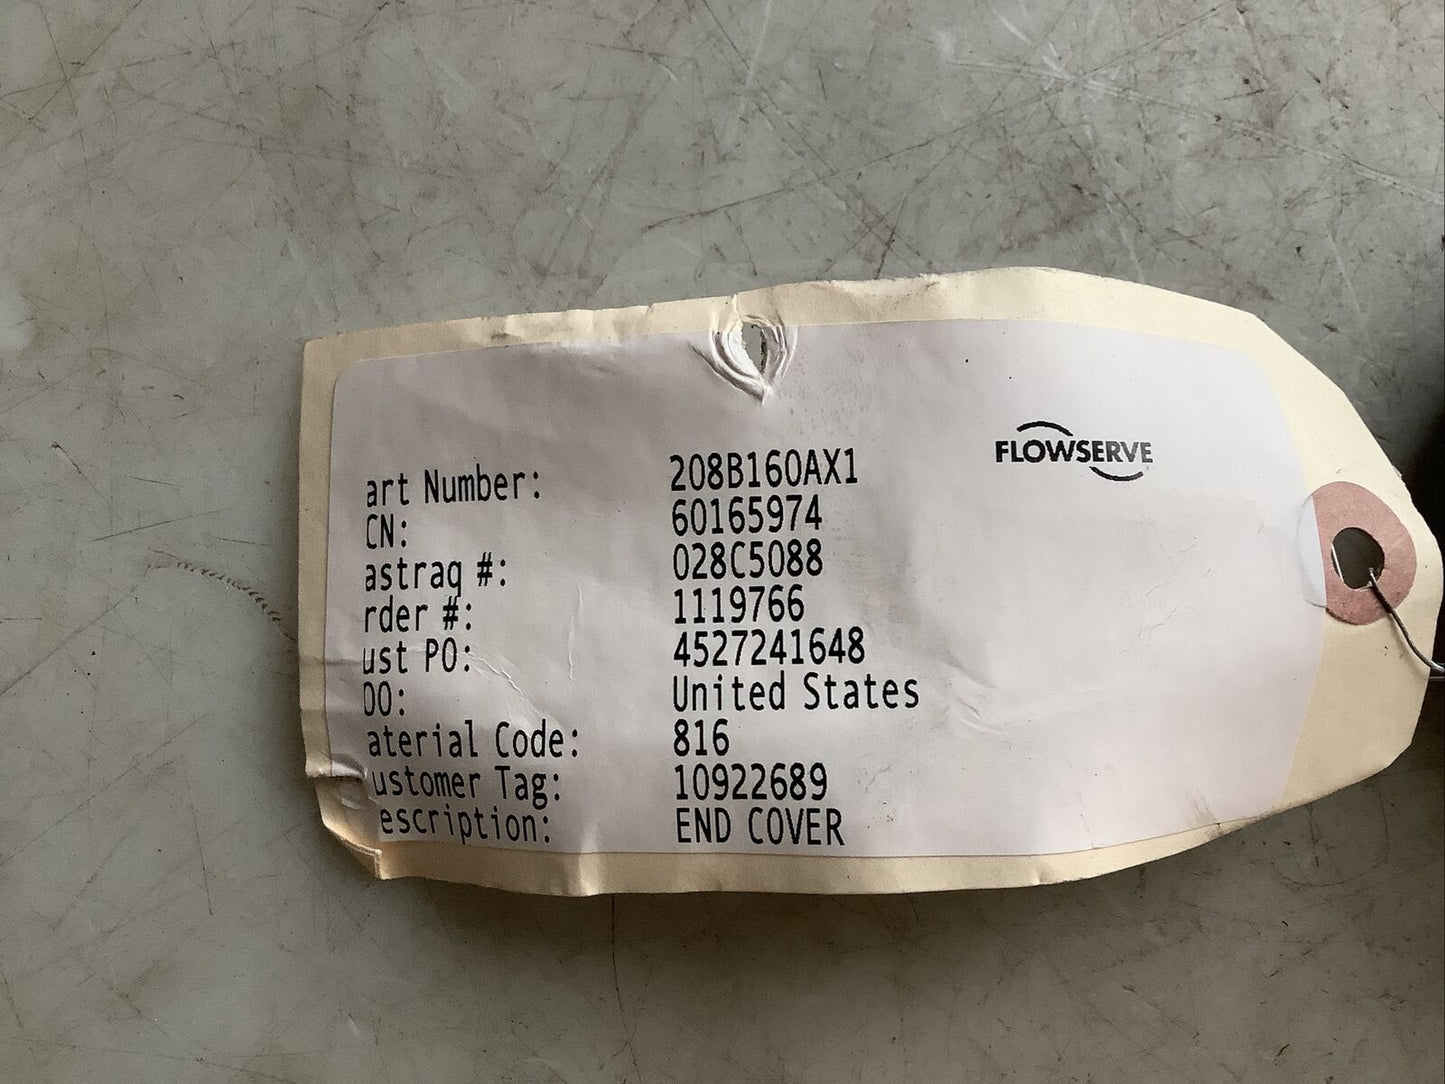 FLOWSERVE
art Number: 208B160AX1
CN: 60165974
astraq #: 028C5088
rder #: 1119766
ust PO: 4527241648
OO: United States
aterial Code: 816
ustomer Tag: 10922689
escription: END COVER